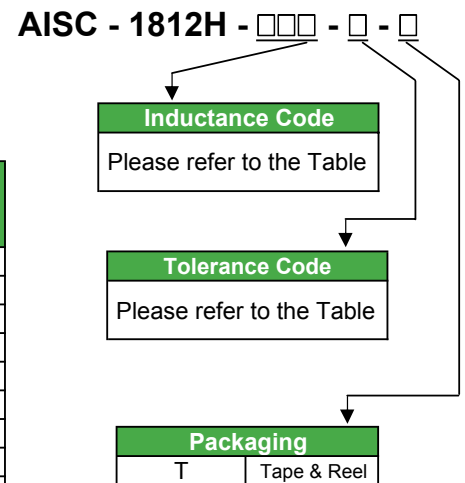 AISC - 1812H - □□□ - □ - □
Inductance Code
Please refer to the Table
Tolerance Code
Please refer to the Table
Packaging
T Tape & Reel